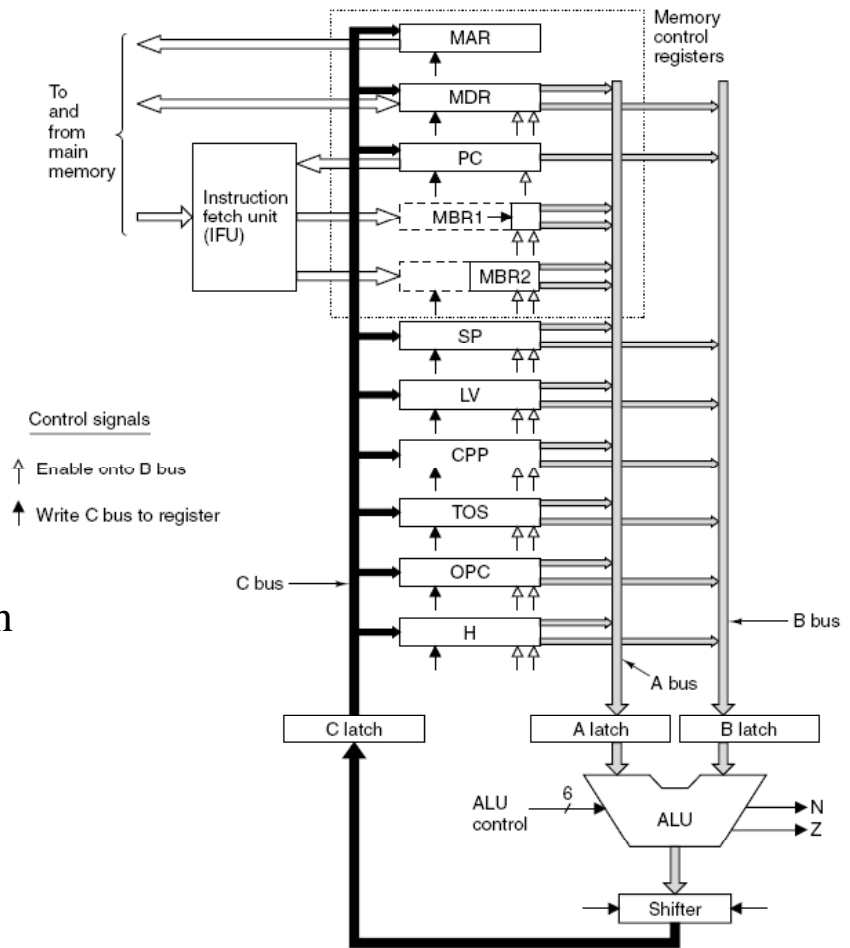 MAR
Memory
control
registers
To
and
from
main
memory
MDR
PC
Instruction
fetch unit
(IFU)
MBR1
MBR2
SP
LV
Control signals
CPP
Enable onto B bus
TOS
Write C bus to register
C bus
OPC
H
B bus
A bus
C latch
A latch
B latch
6
ALU
control
ALU
N
Z
Shifter